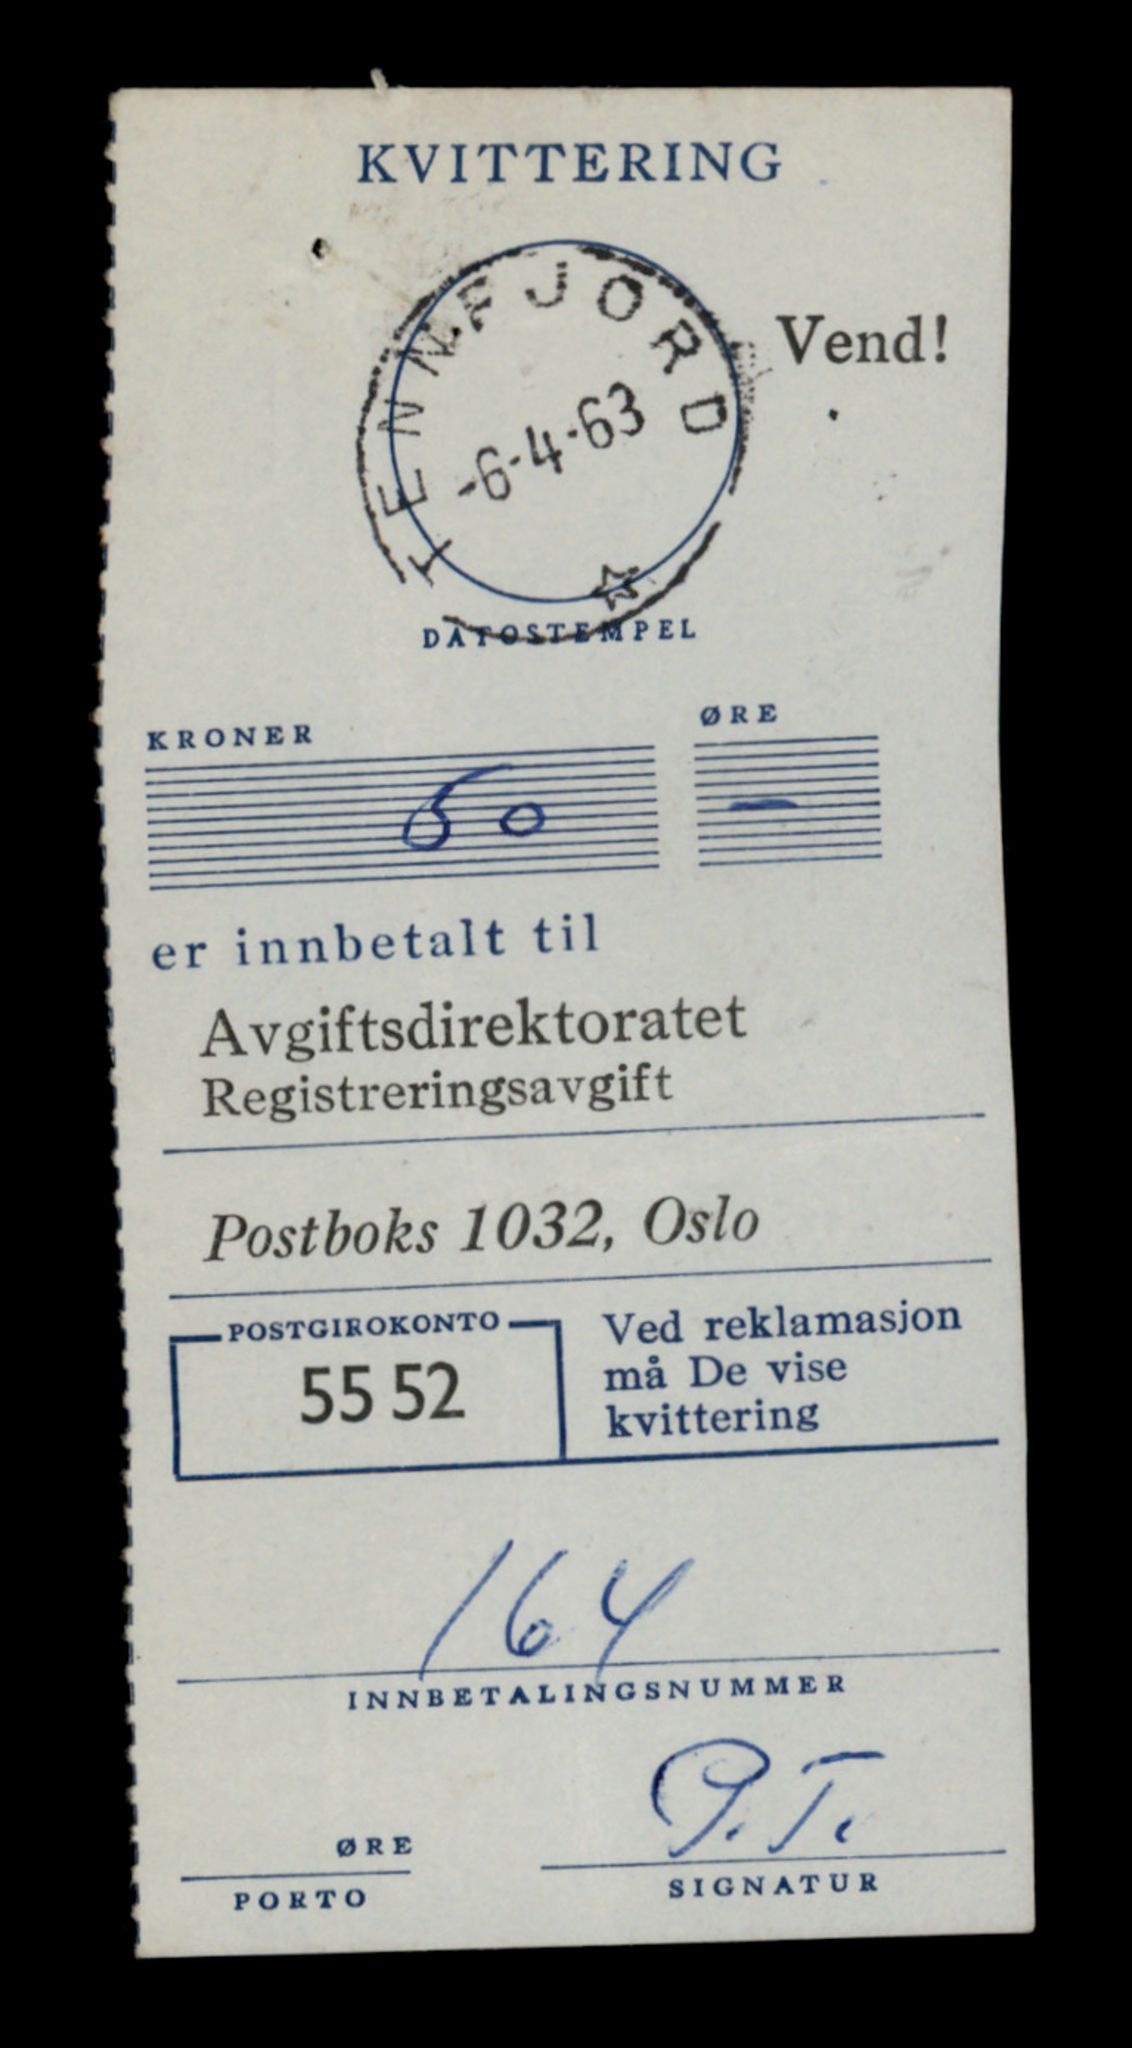 KVITTERING
TENNFJORD
-6-4-63
Vend!
DATOSTEMPEL
KRONER ØRE
60 —
er innbetalt til
Avgiftsdirektoratet
Registreringsavgift
Postboks 1032, Oslo
POSTGIROKONTO
55 52
Ved reklamasjon
må De vise
kvittering
164
INNBETALINGSNUMMER
P.T.
ØRE
PORTO
SIGNATUR